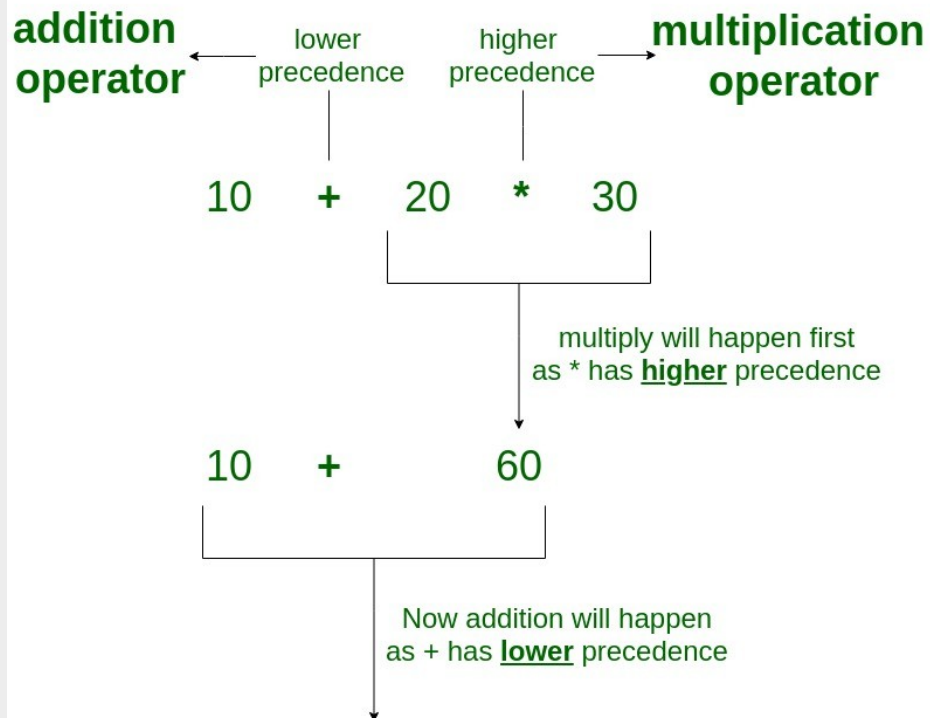 addition
operator
lower
precedence
higher
precedence
multiplication
operator
10 + 20 * 30
multiply will happen first
as * has higher precedence
10 + 60
Now addition will happen
as + has lower precedence